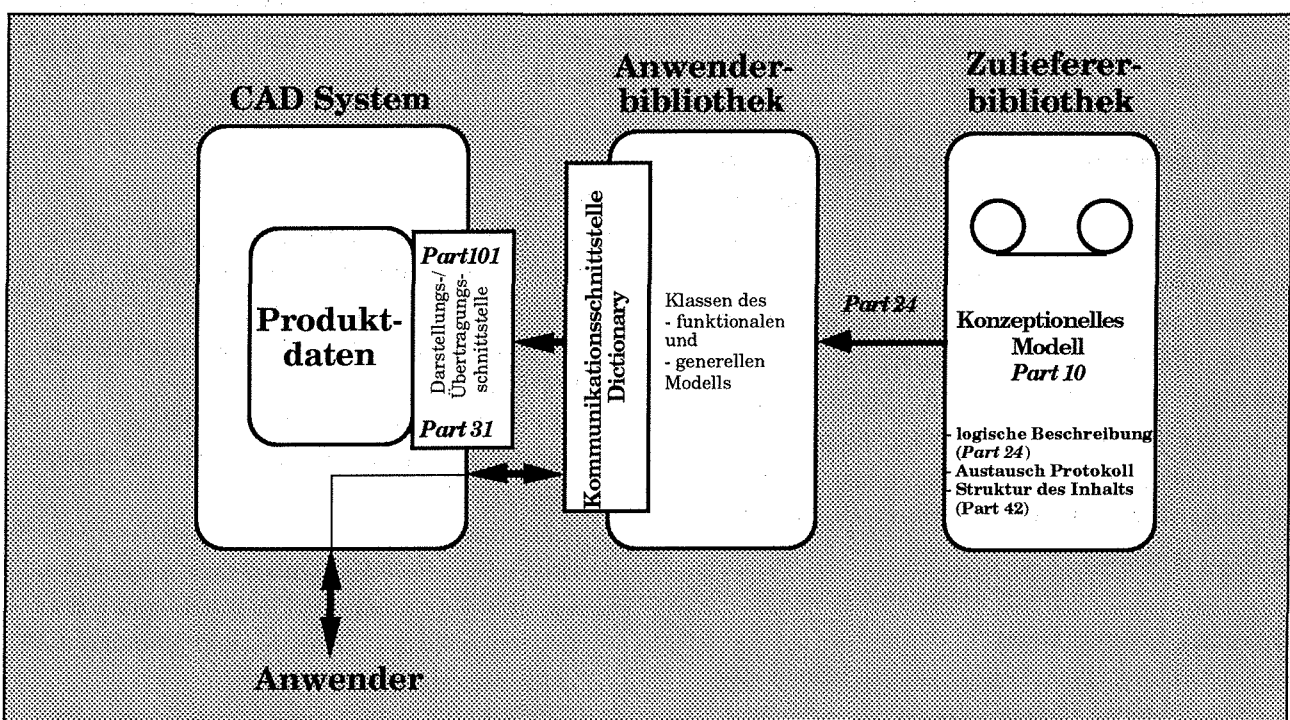 CAD System
Produkt-
daten
Part101
Darstellungs-/
Übertragungs-
schnittstelle
Part 31
Anwender
Anwender-
bibliothek
Kommunikationsschnittstelle
Dictionary
Klassen des
- funktionalen
und
- generellen
Modells
Part 24
Zulieferer-
bibliothek
Konzeptionelles
Modell
Part 10
- logische Beschreibung
(Part 24)
- Austausch Protokoll
- Struktur des Inhalts
(Part 42)